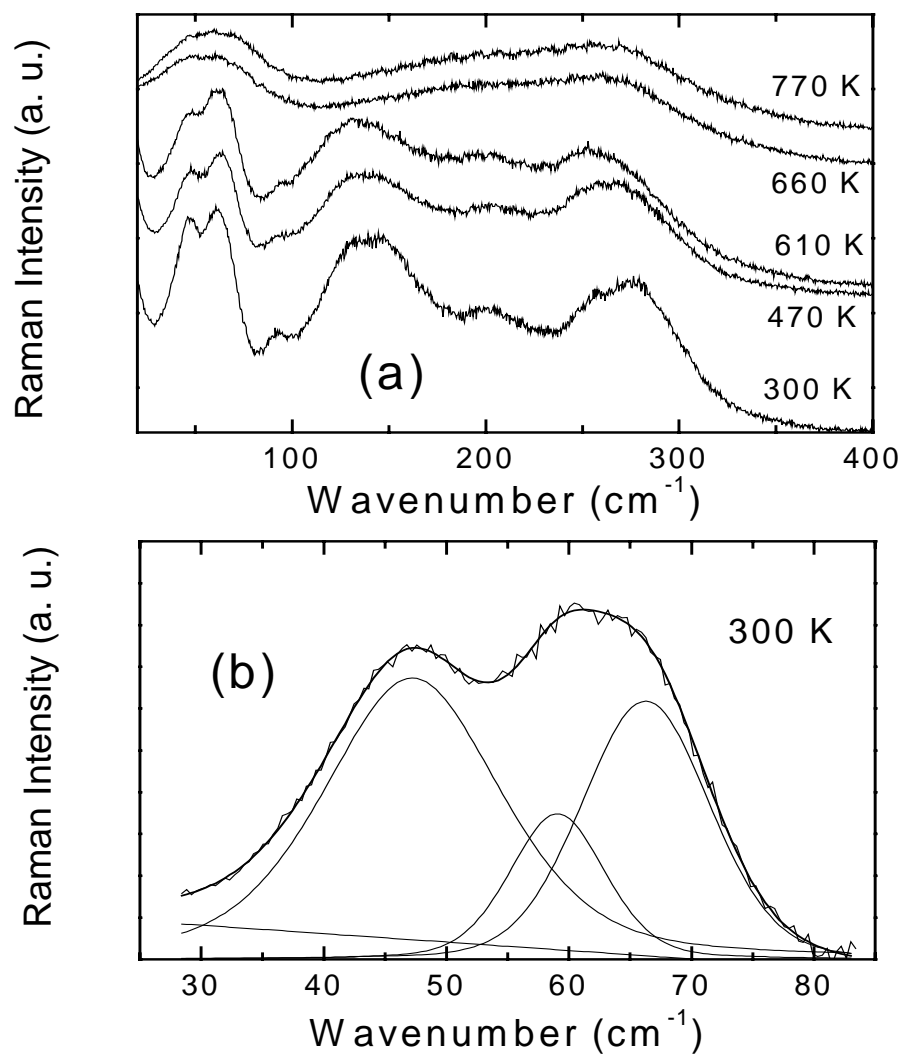 Raman Intensity (a. u.)
770 K
660 K
610 K
470 K
300 K
(a)
100 200 300 400
Wavenumber (cm⁻¹)
Raman Intensity (a. u.)
300 K
(b)
30 40 50 60 70 80
Wavenumber (cm⁻¹)